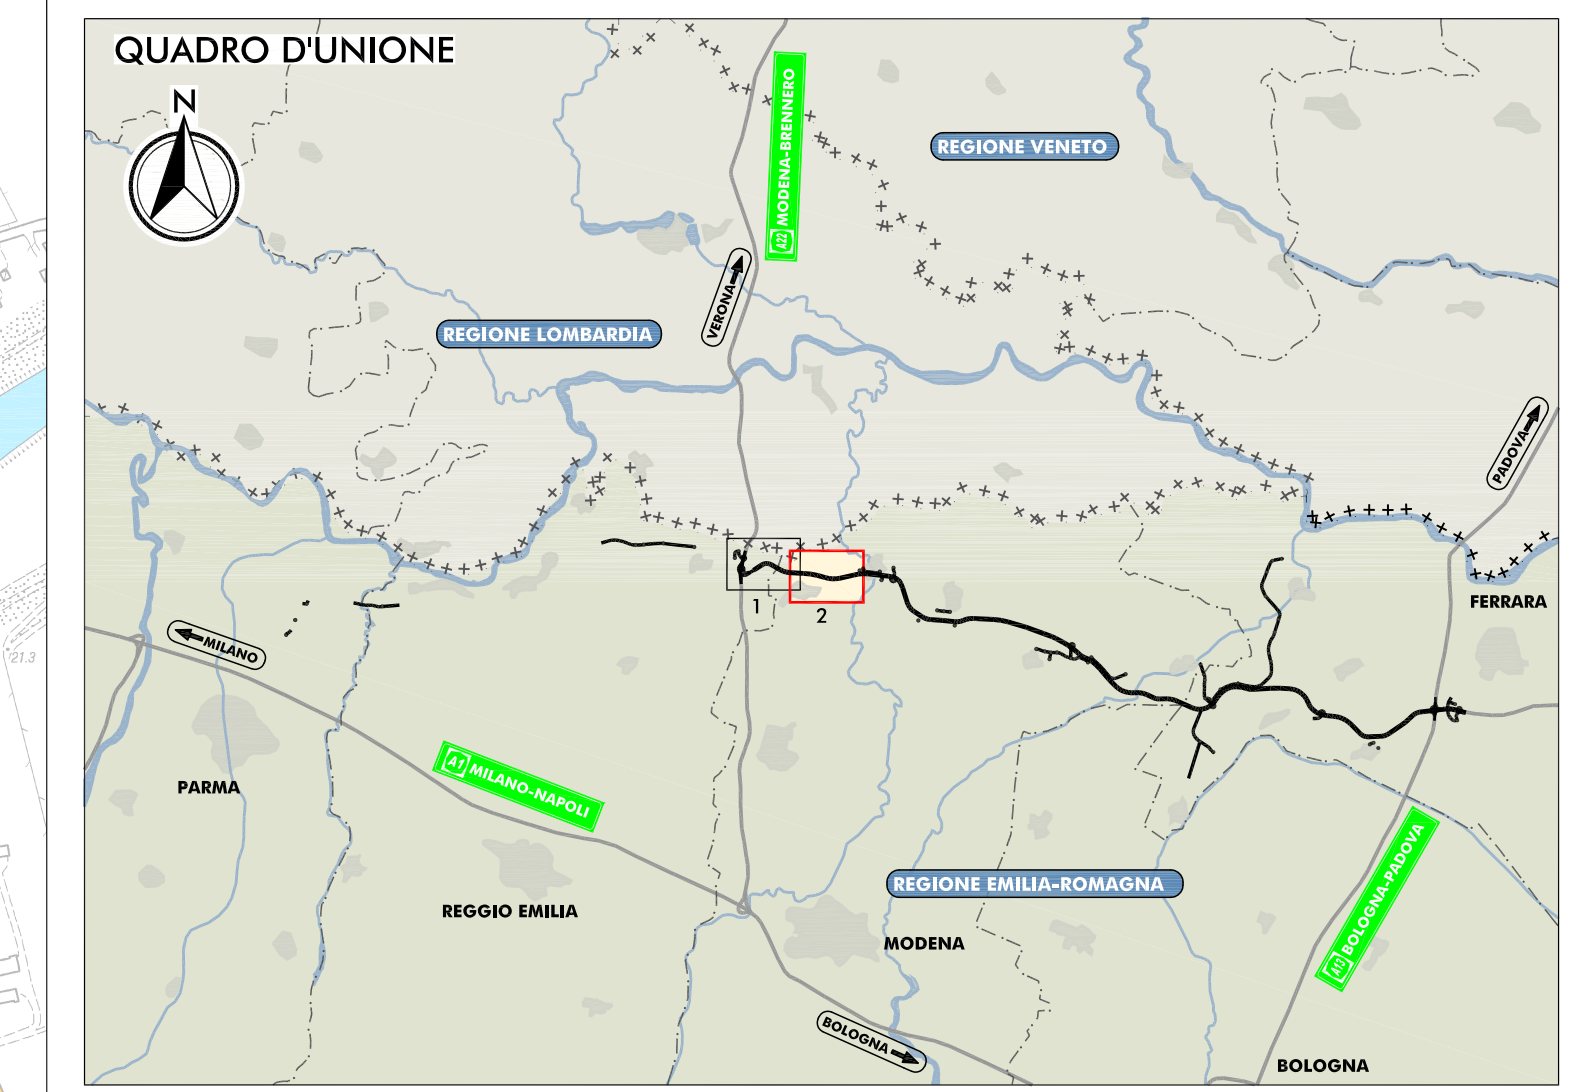 QUADRO D'UNIONE
N
A22 MODENA-BRENNERO
REGIONE VENETO
VERONA
REGIONE LOMBARDIA
PADOVA
1
2
FERRARA
MILANO
21.3
PARMA
A1 MILANO-NAPOLI
REGIONE EMILIA-ROMAGNA
A13 BOLOGNA-PADOVA
REGGIO EMILIA
MODENA
BOLOGNA
BOLOGNA